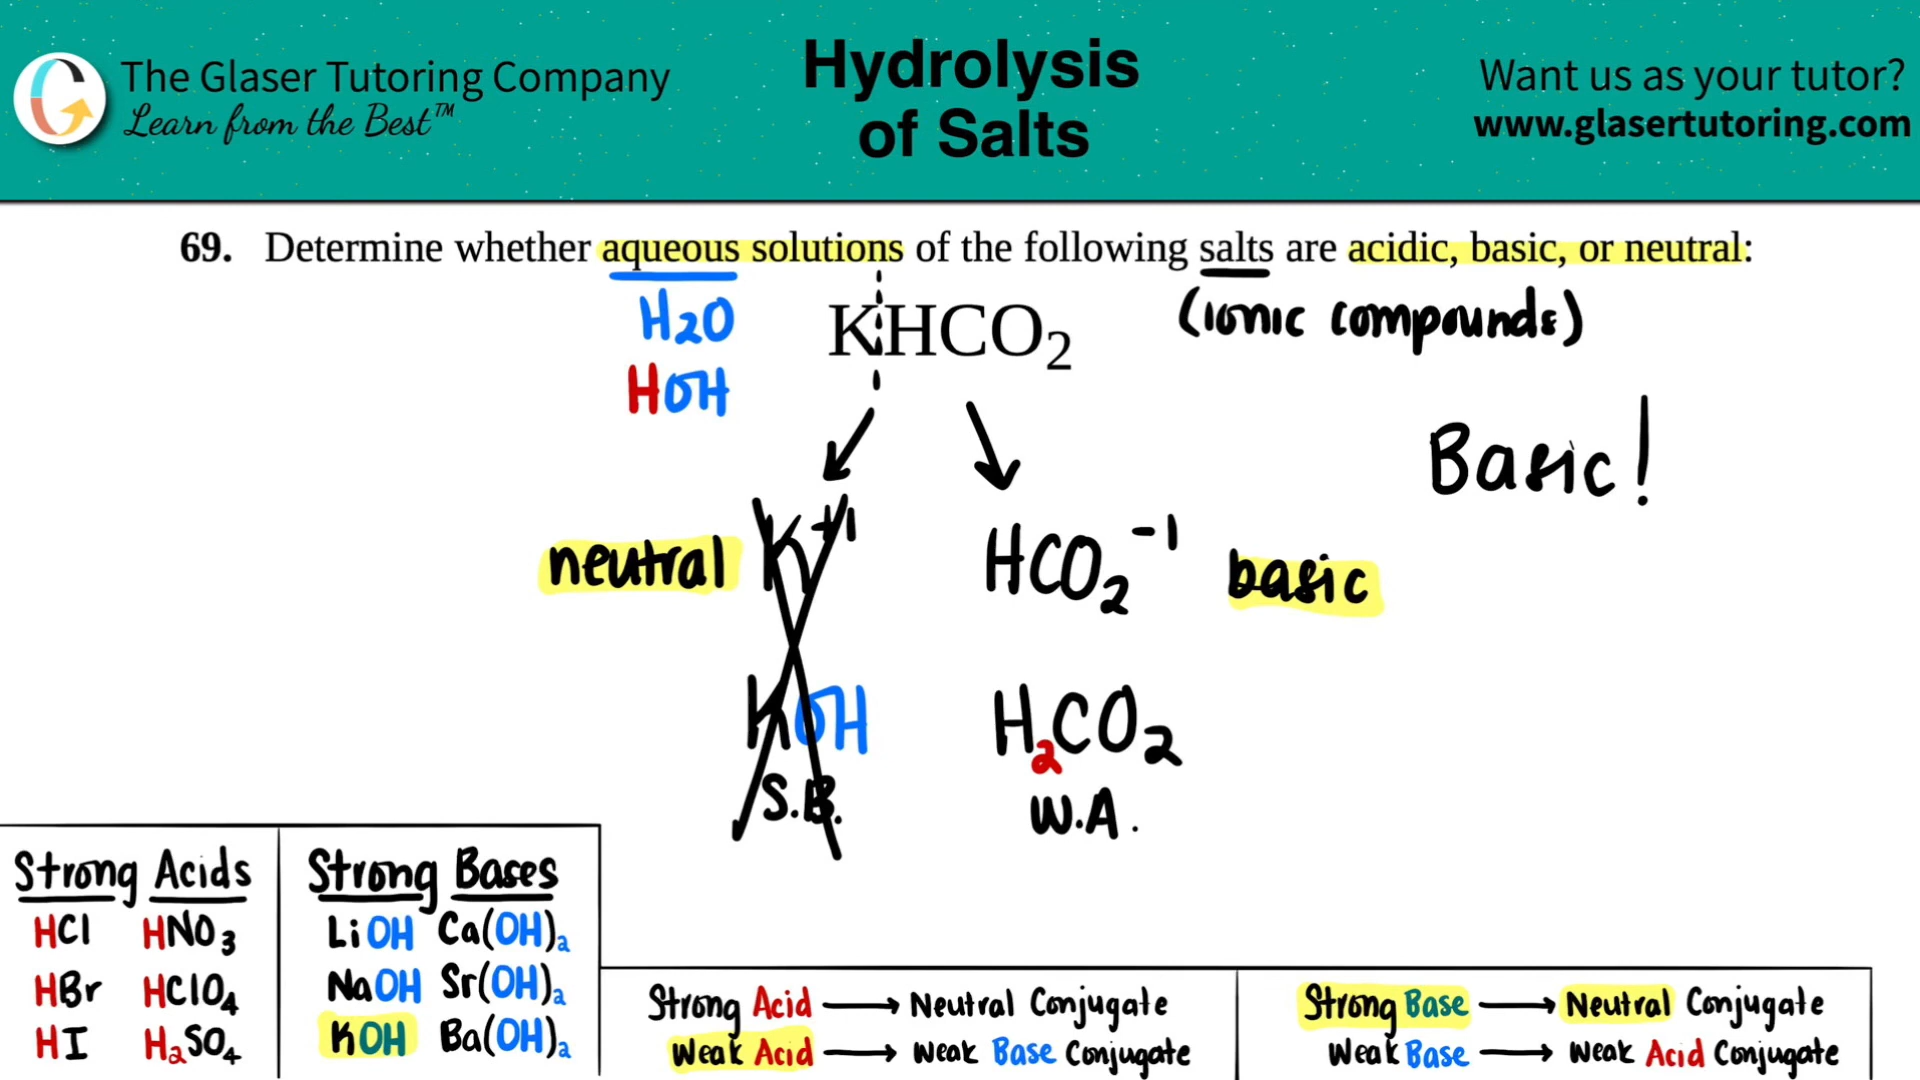 The Glaser Tutoring Company
Learn from the Best™
Hydrolysis
of Salts
Want us as your tutor?
www.glasertutoring.com
69. Determine whether aqueous solutions of the following salts are acidic, basic, or neutral:
H2O
HOH
KHCO₂
(ionic compounds)
Basic!
neutral K⁺¹
HCO₂⁻¹ basic
KOH
S.B.
H₂CO₂
W.A.
Strong Acids
HCl HNO₃
HBr HClO₄
HI H₂SO₄
Strong Bases
LiOH Ca(OH)₂
NaOH Sr(OH)₂
KOH Ba(OH)₂
Strong Acid ⟶ Neutral Conjugate
Weak Acid ⟶ Weak Base Conjugate
Strong Base ⟶ Neutral Conjugate
Weak Base ⟶ Weak Acid Conjugate